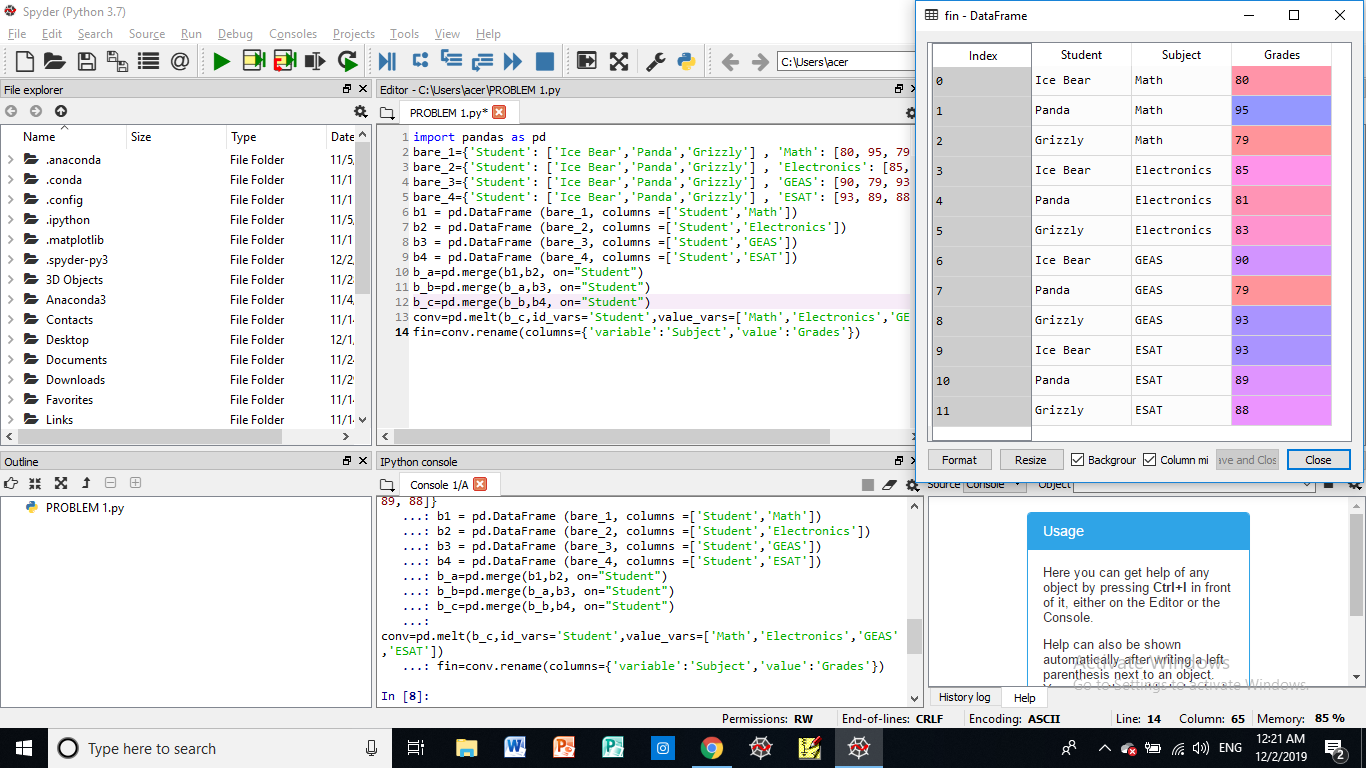 Spyder (Python 3.7)
File Edit Search Source Run Debug Consoles Projects Tools View Help
C:\Users\acer
File explorer
Name Size Type Date
.anaconda File Folder 11/5,
.conda File Folder 11/1
.config File Folder 11/1
.ipython File Folder 11/5,
.matplotlib File Folder 11/1
.spyder-py3 File Folder 12/2,
3D Objects File Folder 11/2
Anaconda3 File Folder 11/4,
Contacts File Folder 11/1
Desktop File Folder 12/1,
Documents File Folder 11/2
Downloads File Folder 11/2
Favorites File Folder 11/1
Links File Folder 11/1
Editor - C:\Users\acer\PROBLEM 1.py
PROBLEM 1.py*
1 import pandas as pd
2 bare_1={'Student': ['Ice Bear','Panda','Grizzly'] , 'Math': [80, 95, 79
3 bare_2={'Student': ['Ice Bear','Panda','Grizzly'] , 'Electronics': [85,
4 bare_3={'Student': ['Ice Bear','Panda','Grizzly'] , 'GEAS': [90, 79, 93
5 bare_4={'Student': ['Ice Bear','Panda','Grizzly'] , 'ESAT': [93, 89, 88
6 b1 = pd.DataFrame (bare_1, columns =['Student','Math'])
7 b2 = pd.DataFrame (bare_2, columns =['Student','Electronics'])
8 b3 = pd.DataFrame (bare_3, columns =['Student','GEAS'])
9 b4 = pd.DataFrame (bare_4, columns =['Student','ESAT'])
10 b_a=pd.merge(b1,b2, on="Student")
11 b_b=pd.merge(b_a,b3, on="Student")
12 b_c=pd.merge(b_b,b4, on="Student")
13 conv=pd.melt(b_c,id_vars='Student',value_vars=['Math','Electronics','GE
14 fin=conv.rename(columns={'variable':'Subject','value':'Grades'})
fin - DataFrame
Index Student Subject Grades
0 Ice Bear Math 80
1 Panda Math 95
2 Grizzly Math 79
3 Ice Bear Electronics 85
4 Panda Electronics 81
5 Grizzly Electronics 83
6 Ice Bear GEAS 90
7 Panda GEAS 79
8 Grizzly GEAS 93
9 Ice Bear ESAT 93
10 Panda ESAT 89
11 Grizzly ESAT 88
Format Resize Backgrour Column mi ave and Clos Close
Outline
PROBLEM 1.py
IPython console
Console 1/A
89, 88]}
...: b1 = pd.DataFrame (bare_1, columns =['Student','Math'])
...: b2 = pd.DataFrame (bare_2, columns =['Student','Electronics'])
...: b3 = pd.DataFrame (bare_3, columns =['Student','GEAS'])
...: b4 = pd.DataFrame (bare_4, columns =['Student','ESAT'])
...: b_a=pd.merge(b1,b2, on="Student")
...: b_b=pd.merge(b_a,b3, on="Student")
...: b_c=pd.merge(b_b,b4, on="Student")
...:
conv=pd.melt(b_c,id_vars='Student',value_vars=['Math','Electronics','GEAS'
,'ESAT'])
...: fin=conv.rename(columns={'variable':'Subject','value':'Grades'})
In [8]:
Source Console Object
Usage
Here you can get help of any
object by pressing Ctrl+I in front
of it, either on the Editor or the
Console.
Help can also be shown
automatically after writing a left
parenthesis next to an object.
Activate Windows
Go to Settings to activate Windows.
History log Help
Permissions: RW End-of-lines: CRLF Encoding: ASCII Line: 14 Column: 65 Memory: 85 %
Type here to search
ENG
12:21 AM
12/2/2019
2